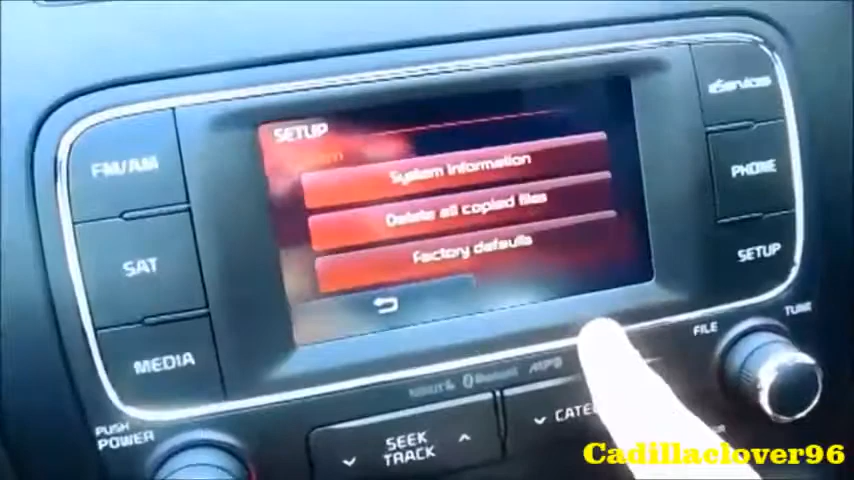 SETUP
System Information
Delete all copied files
Factory defaults
FM/AM
SAT
MEDIA
eServices
PHONE
SETUP
PUSH
POWER
SEEK
TRACK
Bluetooth
FILE
TUNE
Cadillaclover96